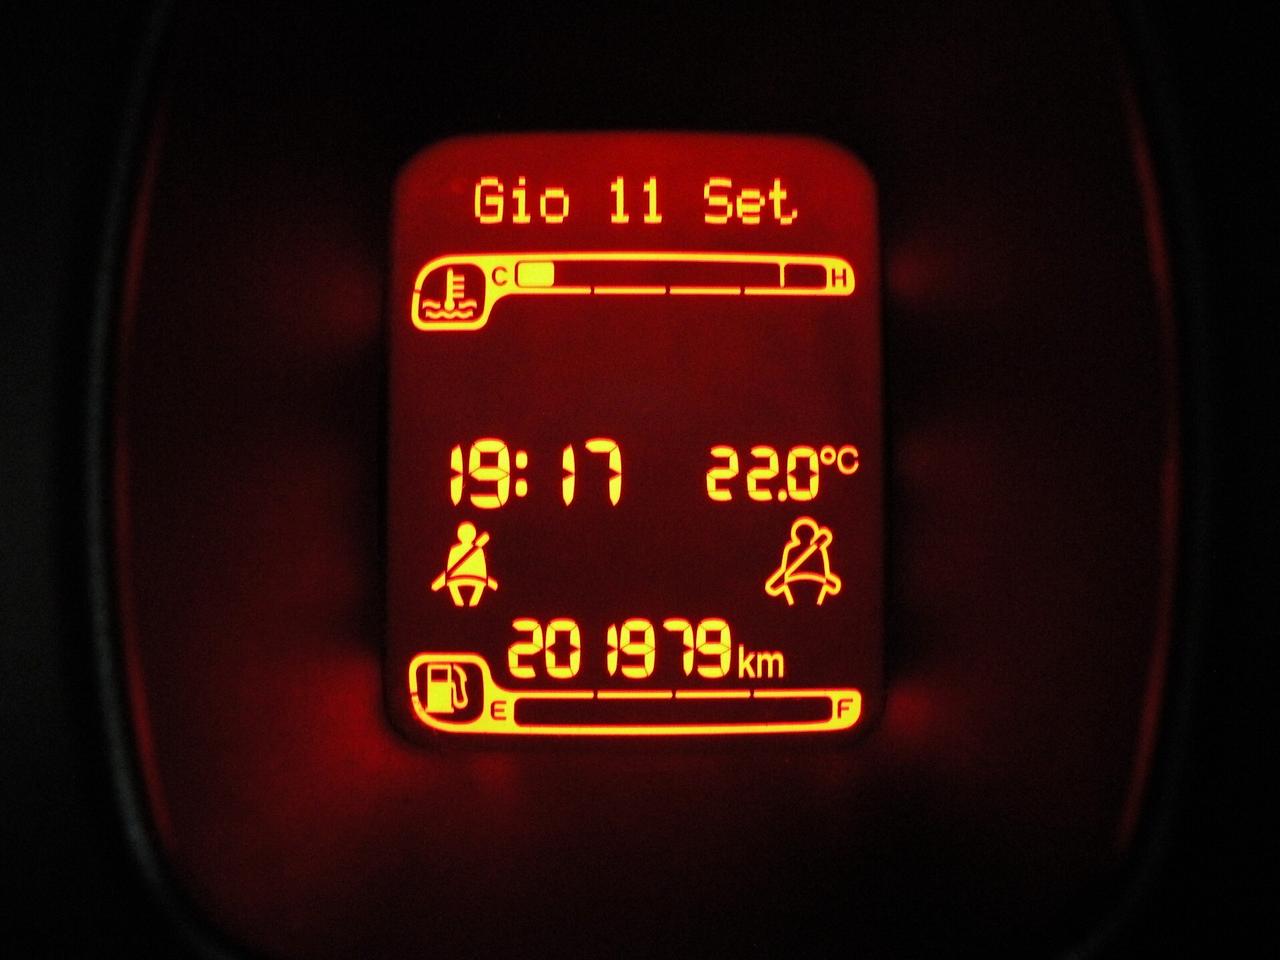 Gio 11 Set
C H
19:17 22.0°C
201979km
E F